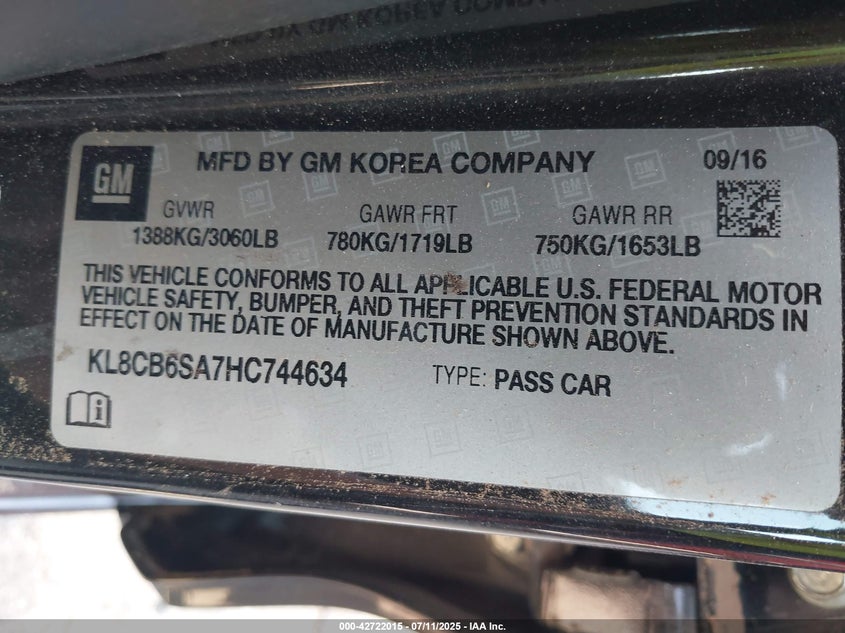 GM
MFD BY GM KOREA COMPANY
09/16
GVWR GAWR FRT GAWR RR
1388KG/3060LB 780KG/1719LB 750KG/1653LB
THIS VEHICLE CONFORMS TO ALL APPLICABLE U.S. FEDERAL MOTOR
VEHICLE SAFETY, BUMPER, AND THEFT PREVENTION STANDARDS IN
EFFECT ON THE DATE OF MANUFACTURE SHOWN ABOVE.
KL8CB6SA7HC744634 TYPE: PASS CAR
000-42722015 - 07/11/2025 - IAA Inc.